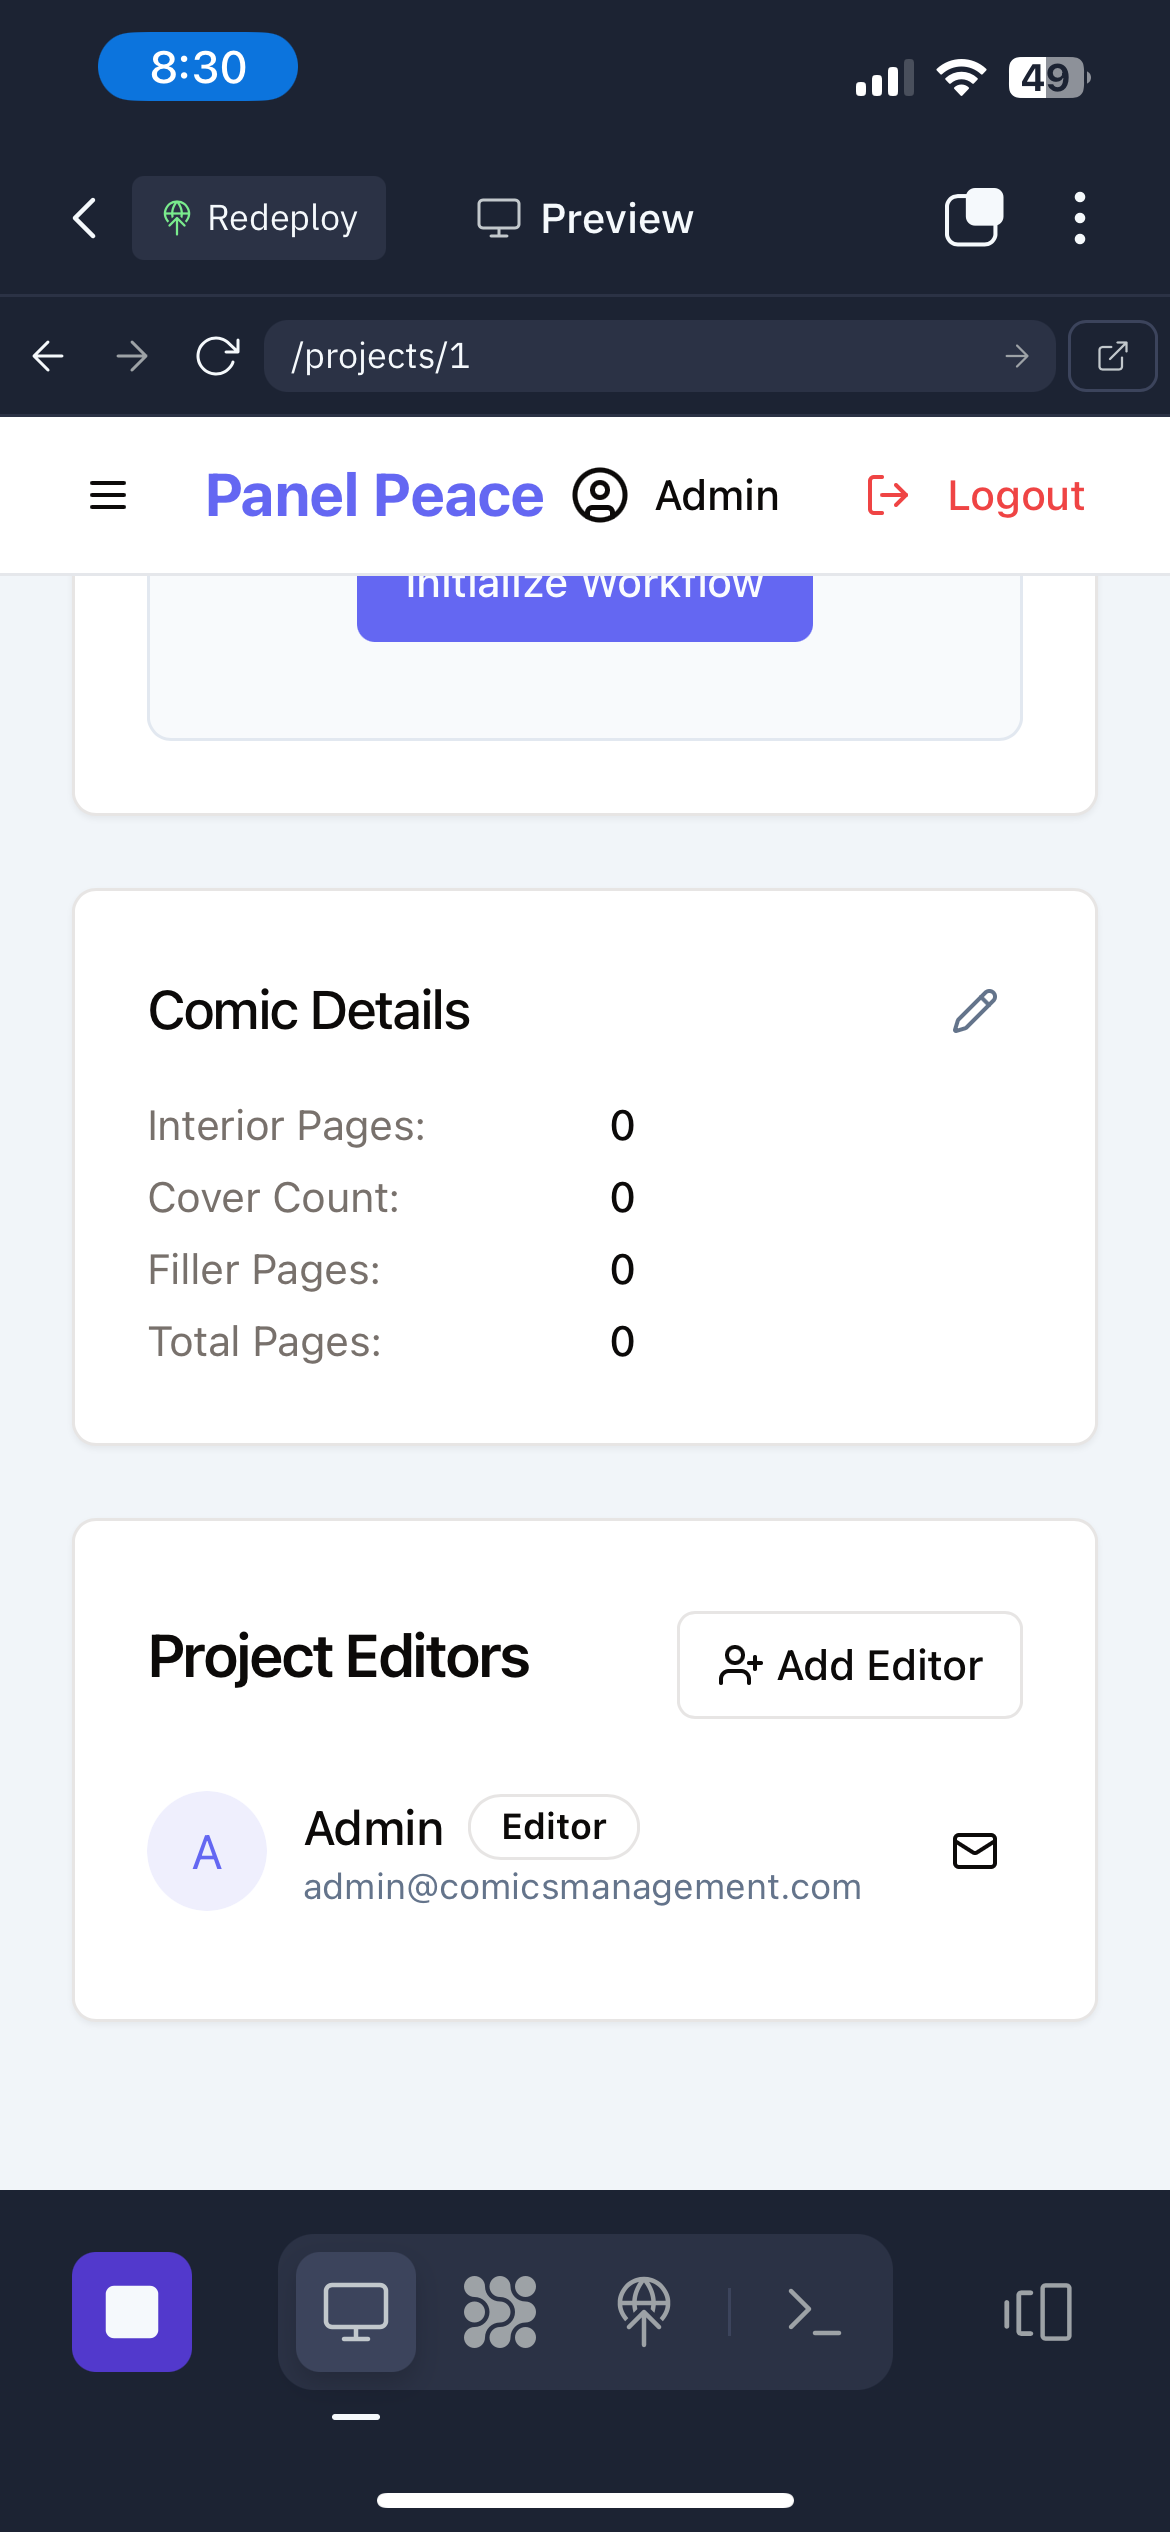 8:30
49
Redeploy
Preview
/projects/1
Panel Peace
Admin
Logout
Initialize Workflow
Comic Details
Interior Pages: 0
Cover Count: 0
Filler Pages: 0
Total Pages: 0
Project Editors
Add Editor
A
Admin Editor
admin@comicsmanagement.com